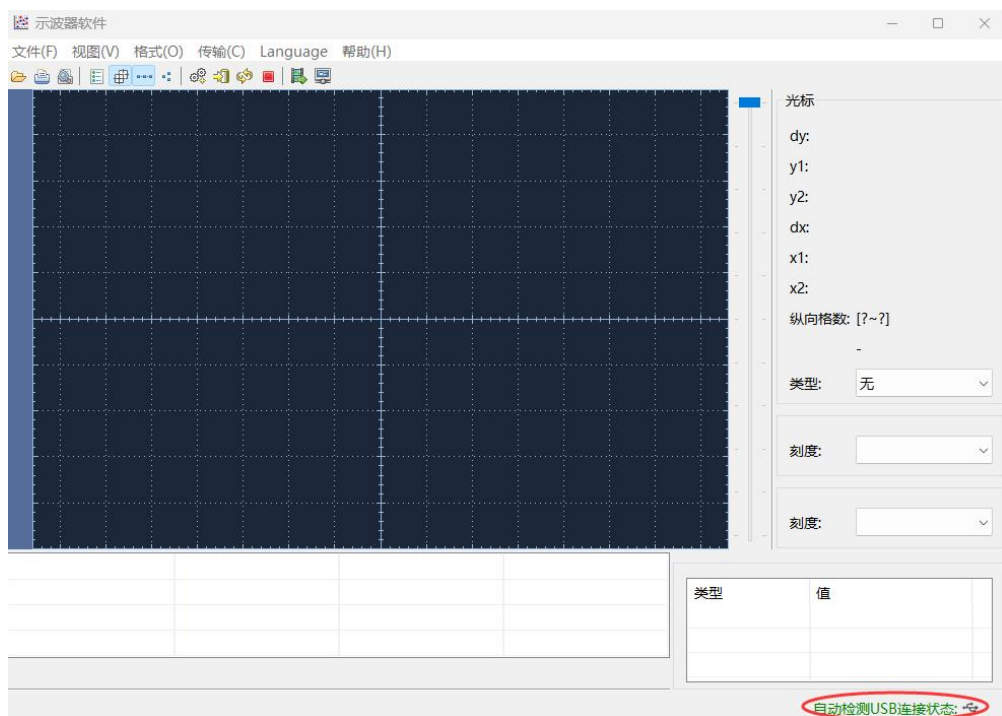 示波器软件
文件(F) 视图(V) 格式(O) 传输(C) Language 帮助(H)
光标
dy:
y1:
y2:
dx:
x1:
x2:
纵向格数: [?~?]
-
类型: 无
刻度:
刻度:
类型 值
自动检测USB连接状态: